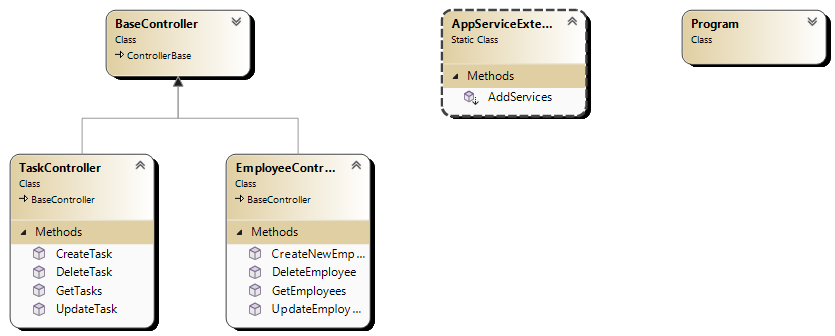 BaseController
Class
ControllerBase
AppServiceExte...
Static Class
Methods
AddServices
Program
Class
TaskController
Class
BaseController
Methods
CreateTask
DeleteTask
GetTasks
UpdateTask
EmployeeContr...
Class
BaseController
Methods
CreateNewEmp...
DeleteEmployee
GetEmployees
UpdateEmploy...